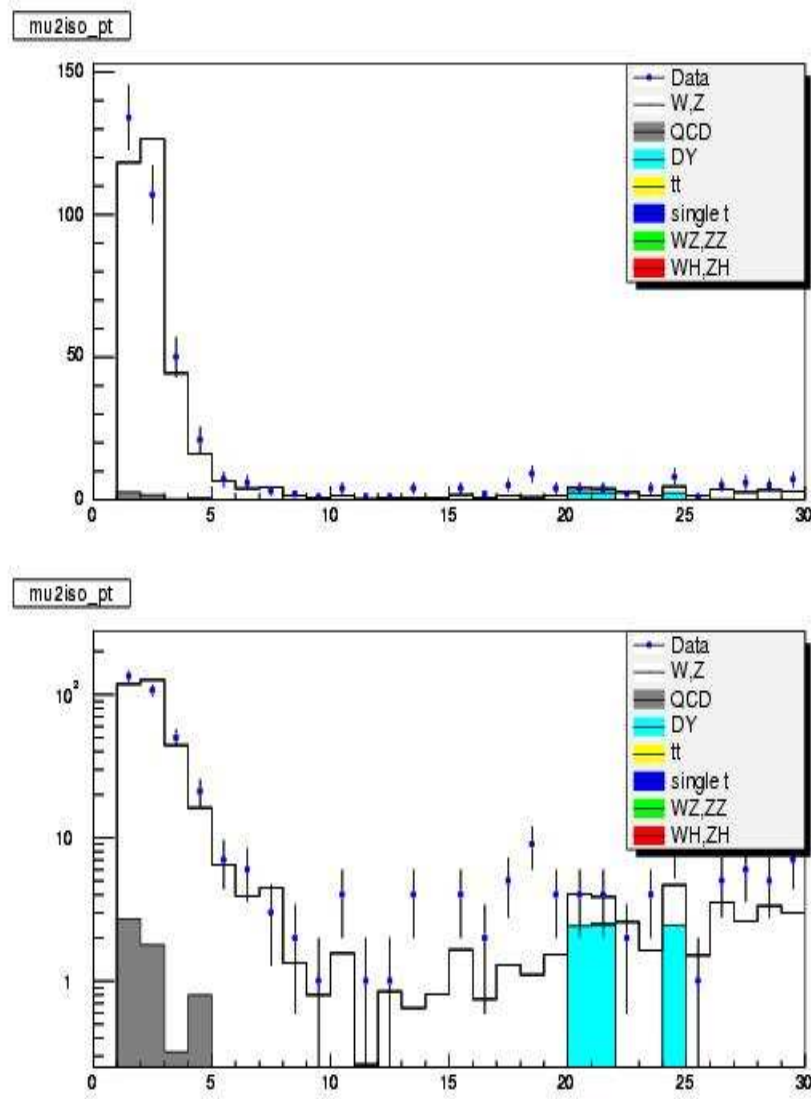 mu2iso_pt
150
100
50
0
0 5 10 15 20 25 30
Data
W,Z
QCD
DY
tt
single t
WZ,ZZ
WH,ZH
mu2iso_pt
10²
10
1
0 5 10 15 20 25 30
Data
W,Z
QCD
DY
tt
single t
WZ,ZZ
WH,ZH